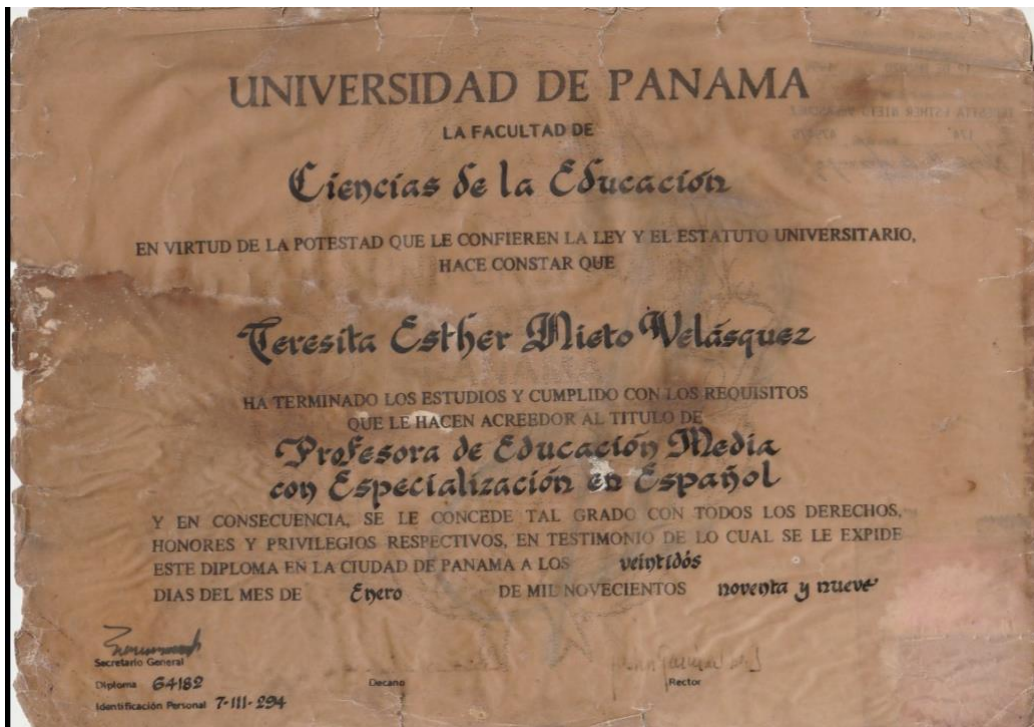 UNIVERSIDAD DE PANAMA
LA FACULTAD DE
Ciencias de la Educación
EN VIRTUD DE LA POTESTAD QUE LE CONFIEREN LA LEY Y EL ESTATUTO UNIVERSITARIO,
HACE CONSTAR QUE
Teresita Esther Nieto Velásquez
HA TERMINADO LOS ESTUDIOS Y CUMPLIDO CON LOS REQUISITOS
QUE LE HACEN ACREEDOR AL TITULO DE
Profesora de Educación Media
con Especialización en Español
Y EN CONSECUENCIA, SE LE CONCEDE TAL GRADO CON TODOS LOS DERECHOS,
HONORES Y PRIVILEGIOS RESPECTIVOS, EN TESTIMONIO DE LO CUAL SE LE EXPIDE
ESTE DIPLOMA EN LA CIUDAD DE PANAMA A LOS veintidós
DIAS DEL MES DE Enero DE MIL NOVECIENTOS noventa y nueve
Secretario General
Diploma 64182 Decano Rector
Identificación Personal 7-111-294